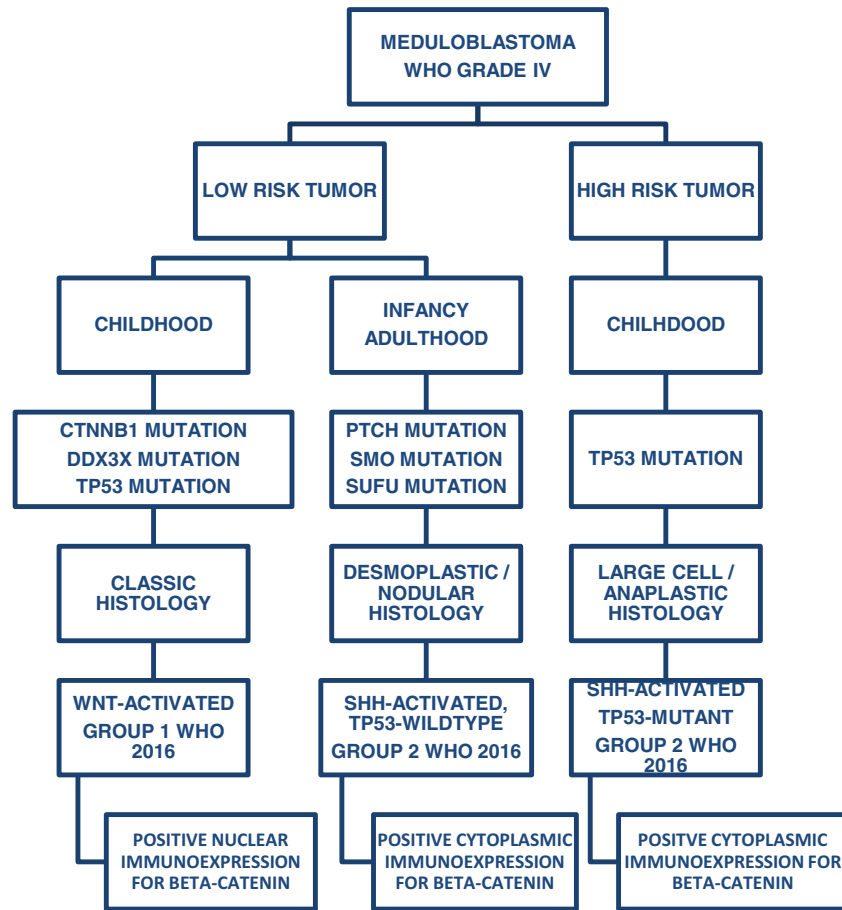 MEDULOBLASTOMA
WHO GRADE IV
LOW RISK TUMOR
HIGH RISK TUMOR
CHILDHOOD
INFANCY
ADULTHOOD
CHILHDOOD
CTNNB1 MUTATION
DDX3X MUTATION
TP53 MUTATION
PTCH MUTATION
SMO MUTATION
SUFU MUTATION
TP53 MUTATION
CLASSIC
HISTOLOGY
DESMOPLASTIC /
NODULAR
HISTOLOGY
LARGE CELL /
ANAPLASTIC
HISTOLOGY
WNT-ACTIVATED
GROUP 1 WHO
2016
SHH-ACTIVATED,
TP53-WILDTYPE
GROUP 2 WHO 2016
SHH-ACTIVATED
TP53-MUTANT
GROUP 2 WHO
2016
POSITIVE NUCLEAR
IMMUNOEXPRESSION
FOR BETA-CATENIN
POSITIVE CYTOPLASMIC
IMMUNOEXPRESSION
FOR BETA-CATENIN
POSITVE CYTOPLASMIC
IMMUNOEXPRESSION FOR
BETA-CATENIN